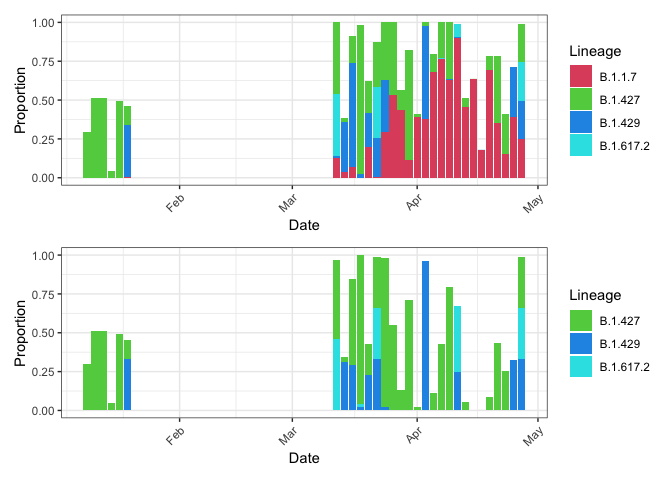 1.00
0.75
0.50
0.25
0.00
Proportion
Feb
Mar
Apr
May
Date
Lineage
B.1.1.7
B.1.427
B.1.429
B.1.617.2
1.00
0.75
0.50
0.25
0.00
Proportion
Feb
Mar
Apr
May
Date
Lineage
B.1.427
B.1.429
B.1.617.2